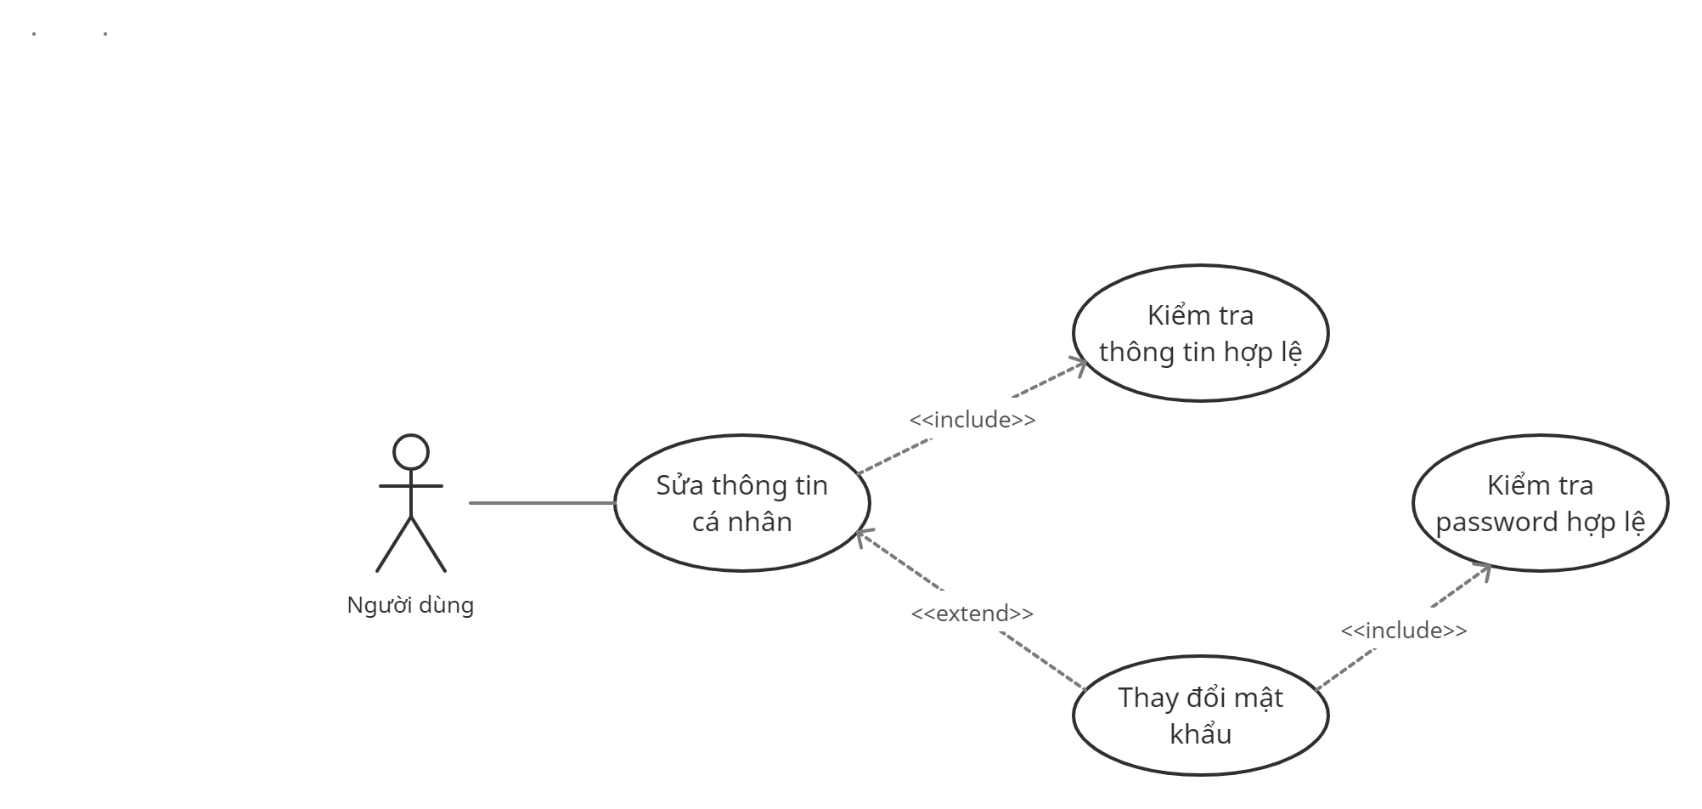 Kiểm tra
thông tin hợp lệ
<<include>>
Sửa thông tin
cá nhân
Kiểm tra
password hợp lệ
Người dùng
<<extend>>
<<include>>
Thay đổi mật
khẩu